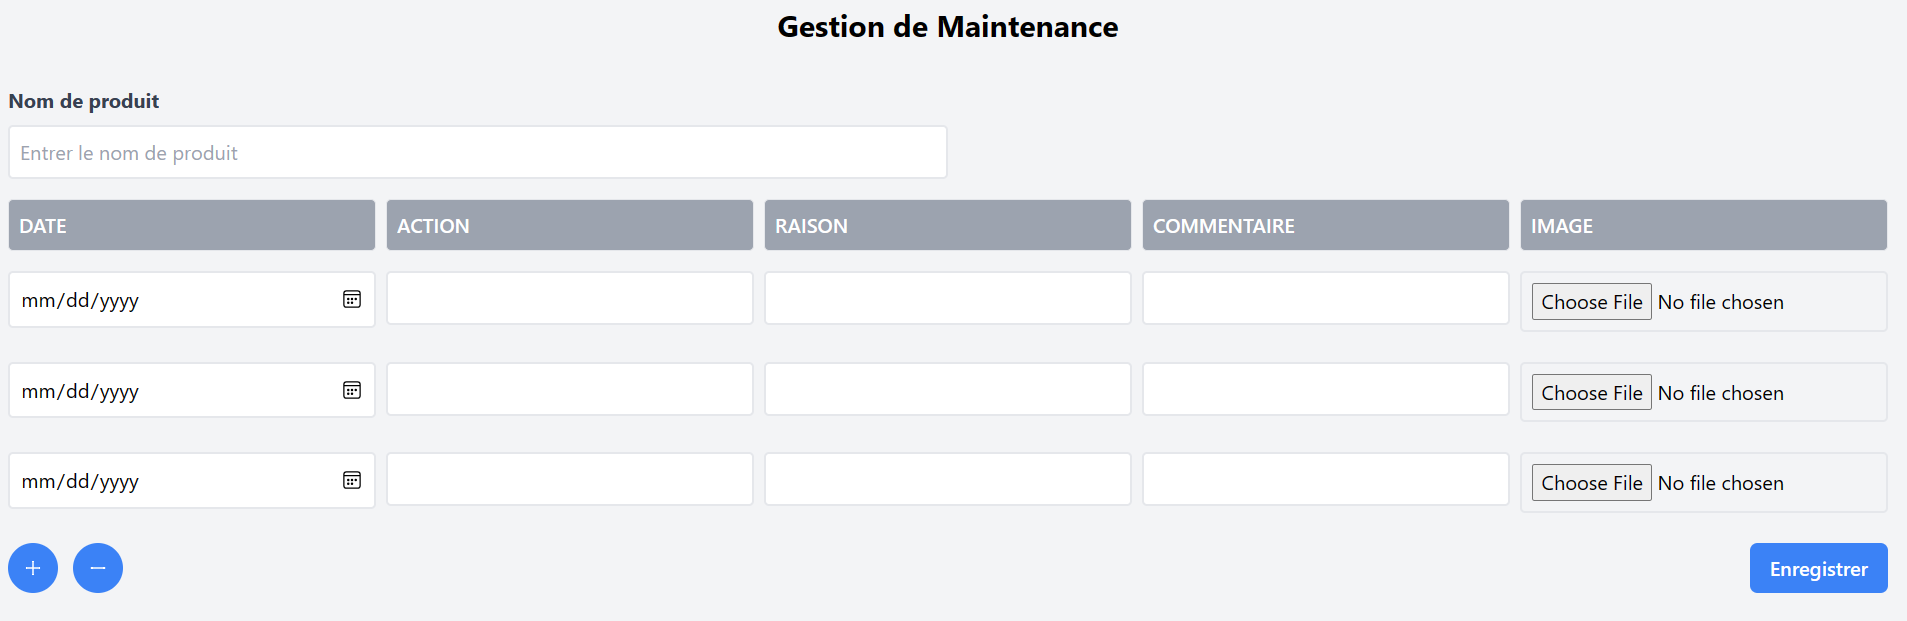 Gestion de Maintenance
Nom de produit
Entrer le nom de produit
DATE ACTION RAISON COMMENTAIRE IMAGE
mm/dd/yyyy Choose File No file chosen
mm/dd/yyyy Choose File No file chosen
mm/dd/yyyy Choose File No file chosen
+ − Enregistrer